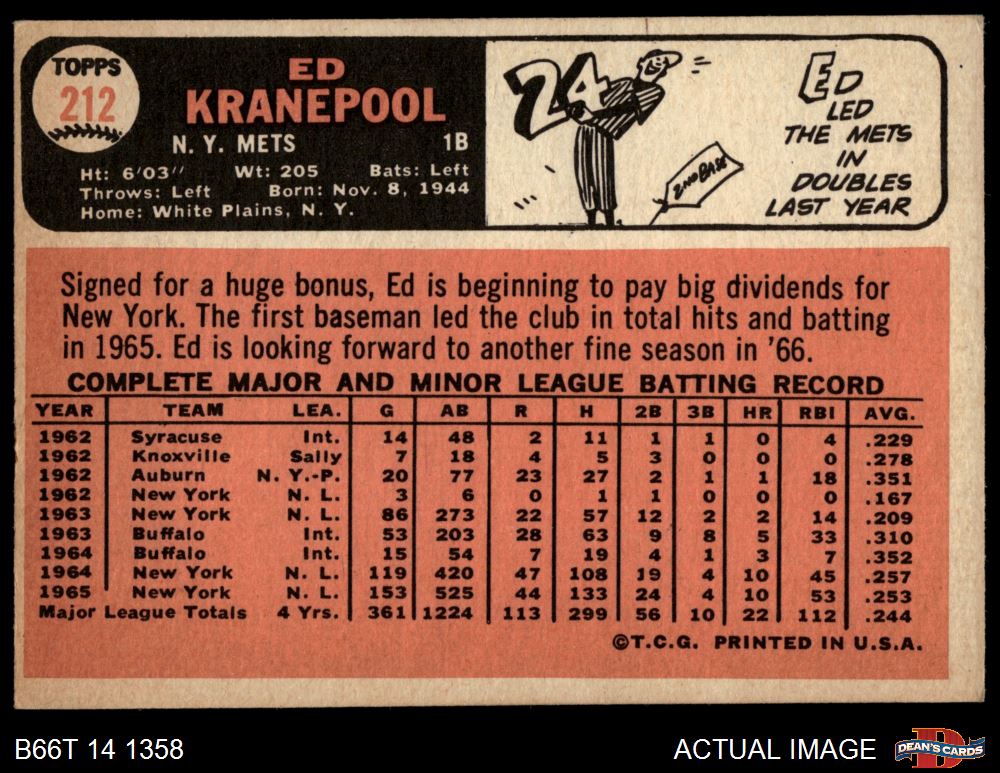 TOPPS
212
ED
KRANEPOOL
N. Y. METS 1B
Ht: 6'03" Wt: 205 Bats: Left
Throws: Left Born: Nov. 8, 1944
Home: White Plains, N. Y.
24
2ND BASE
ED
LED
THE METS
IN
DOUBLES
LAST YEAR
Signed for a huge bonus, Ed is beginning to pay big dividends for
New York. The first baseman led the club in total hits and batting
in 1965. Ed is looking forward to another fine season in '66.
COMPLETE MAJOR AND MINOR LEAGUE BATTING RECORD
YEAR TEAM LEA. G AB R H 2B 3B HR RBI AVG.
1962 Syracuse Int. 14 48 2 11 1 1 0 4 .229
1962 Knoxville Sally 7 18 4 5 3 0 0 0 .278
1962 Auburn N. Y.-P. 20 77 23 27 2 1 1 18 .351
1962 New York N. L. 3 6 0 1 1 0 0 0 .167
1963 New York N. L. 86 273 22 57 12 2 2 14 .209
1963 Buffalo Int. 53 203 28 63 9 8 5 33 .310
1964 Buffalo Int. 15 54 7 19 4 1 3 7 .352
1964 New York N. L. 119 420 47 108 19 4 10 45 .257
1965 New York N. L. 153 525 44 133 24 4 10 53 .253
Major League Totals 4 Yrs. 361 1224 113 299 56 10 22 112 .244
©T.C.G. PRINTED IN U.S.A.
B66T 14 1358
ACTUAL IMAGE
D
DEAN'S CARDS